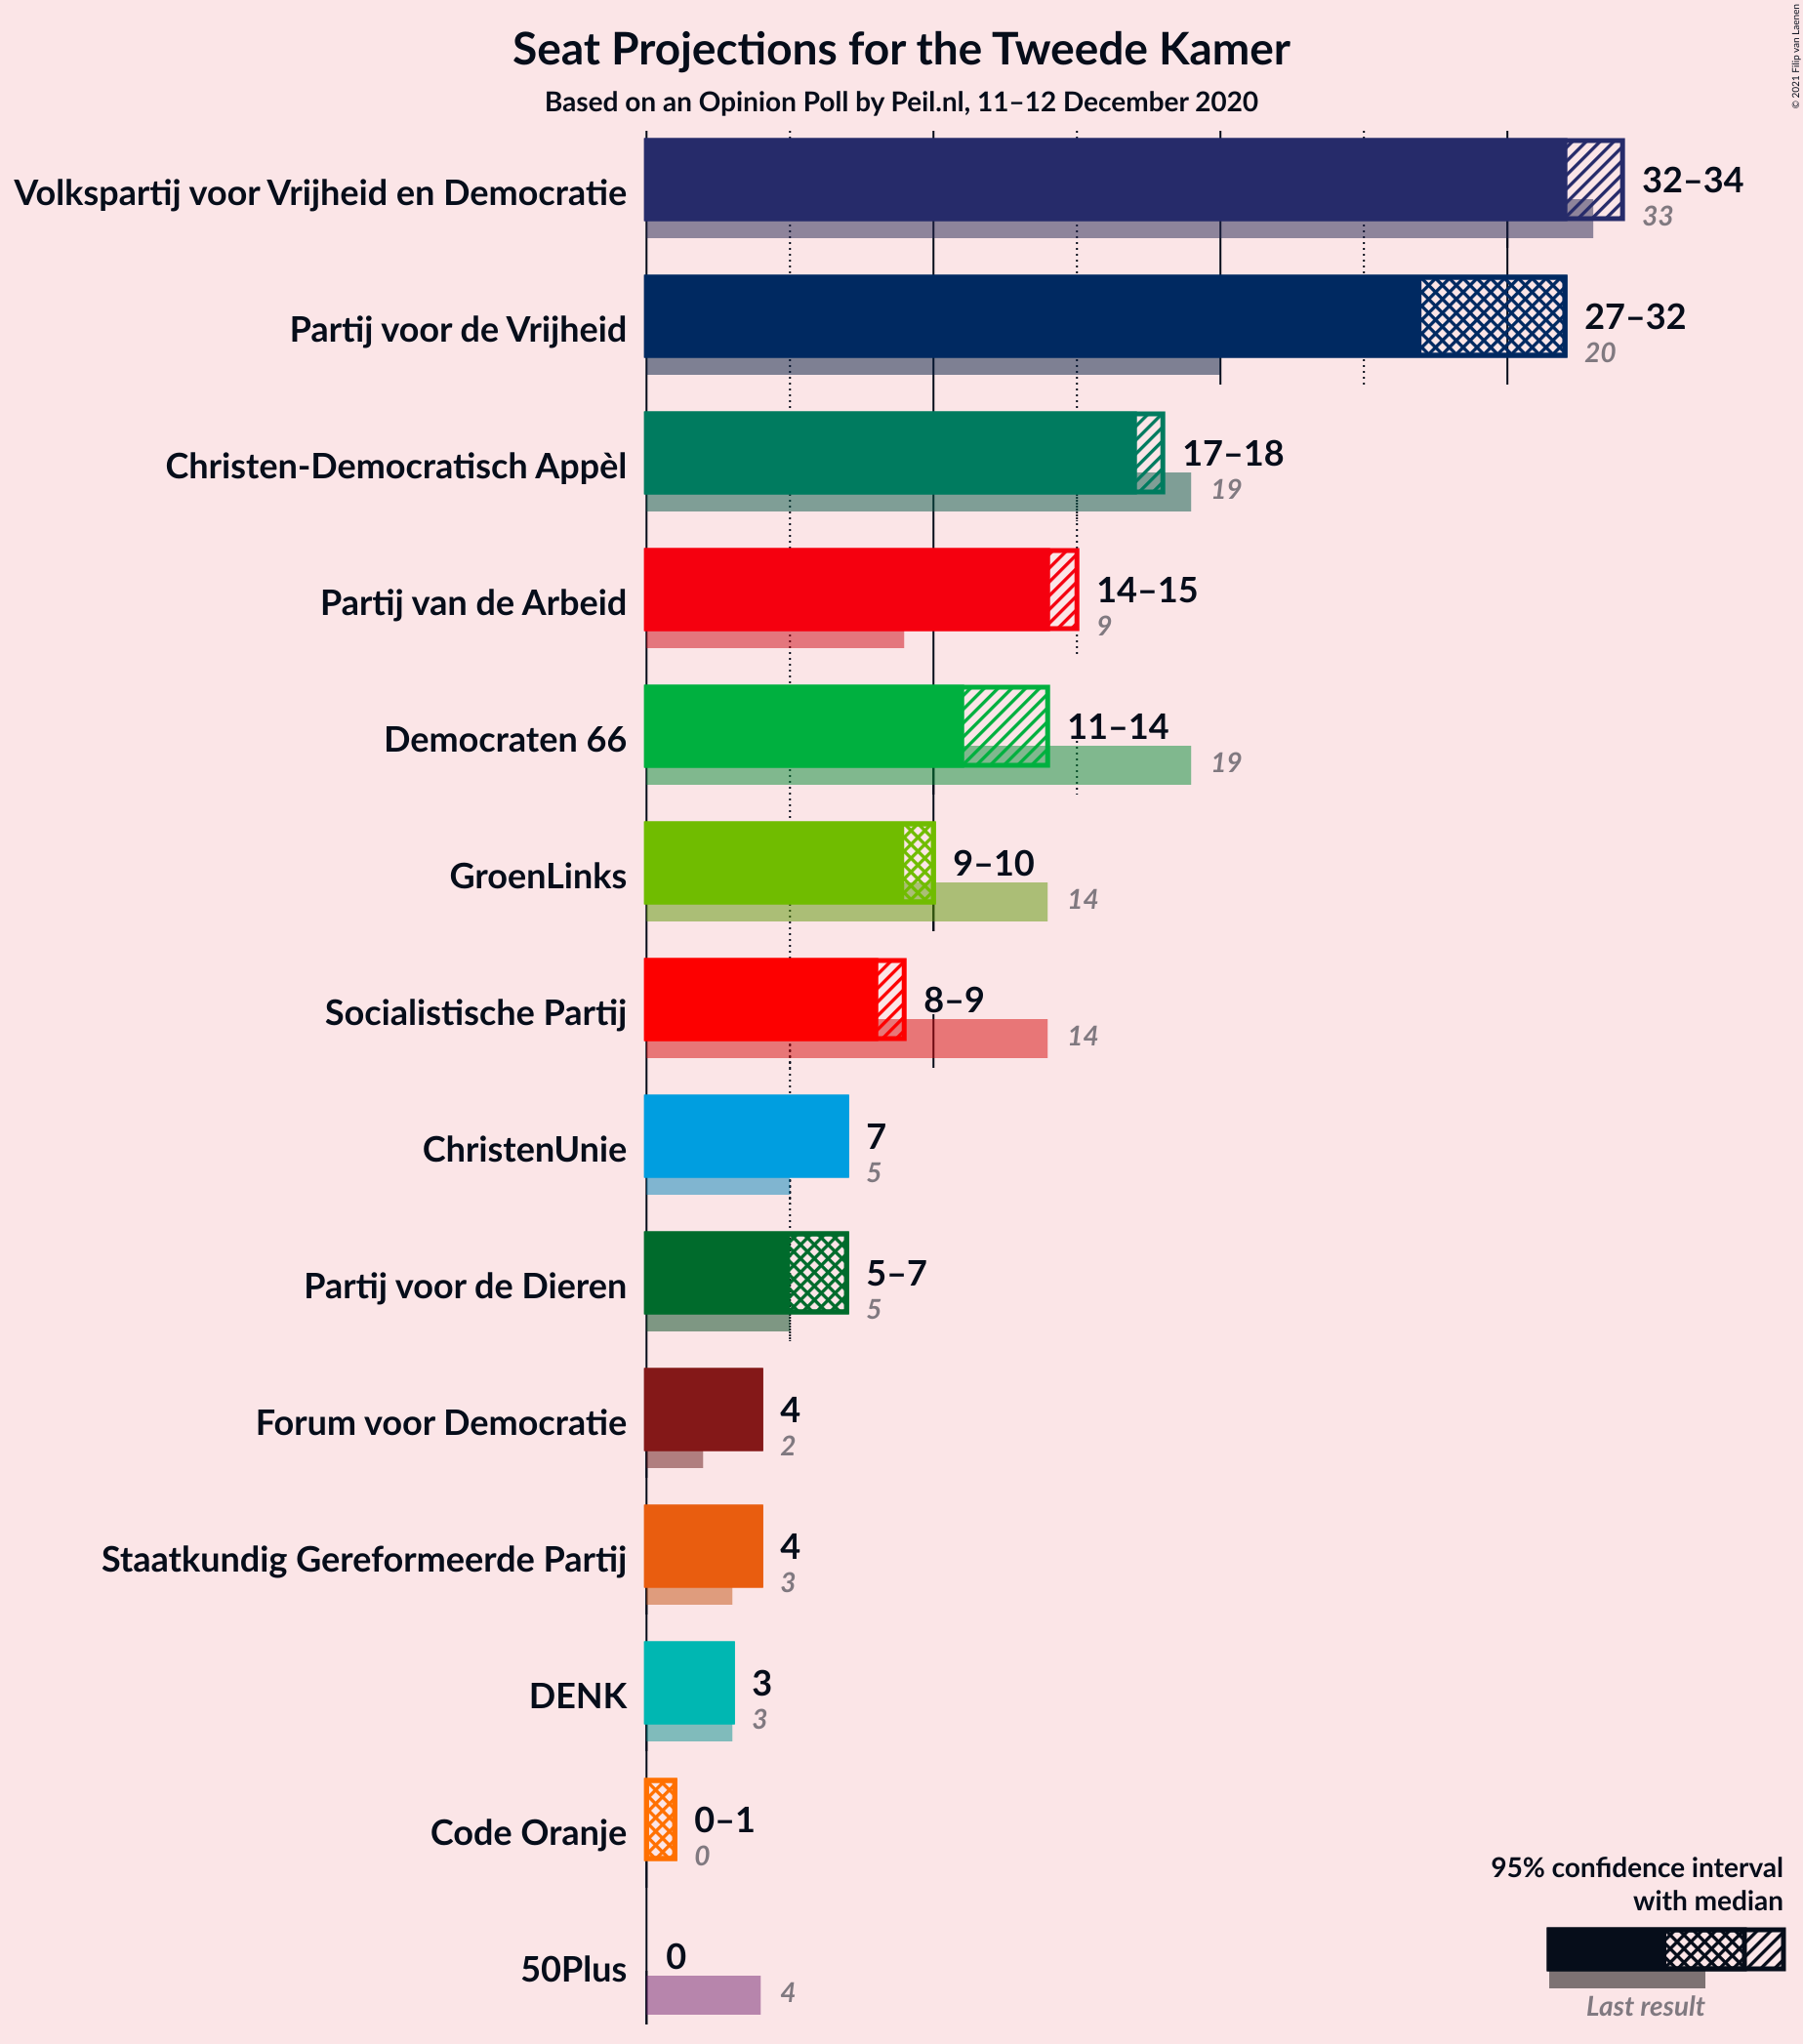 Seat Projections for the Tweede Kamer
Based on an Opinion Poll by Peil.nl, 11–12 December 2020
© 2021 Filip van Laenen
Volkspartij voor Vrijheid en Democratie
32–34
33
Partij voor de Vrijheid
27–32
20
Christen-Democratisch Appèl
17–18
19
Partij van de Arbeid
14–15
9
Democraten 66
11–14
19
GroenLinks
9–10
14
Socialistische Partij
8–9
14
ChristenUnie
7
5
Partij voor de Dieren
5–7
5
Forum voor Democratie
4
2
Staatkundig Gereformeerde Partij
4
3
DENK
3
3
Code Oranje
0–1
0
50Plus
0
4
95% confidence interval
with median
Last result